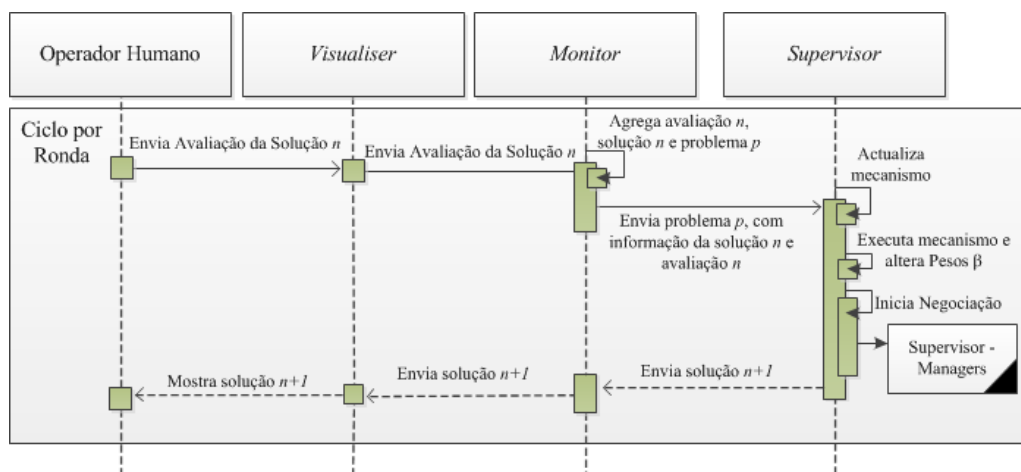 Operador Humano
Visualiser
Monitor
Supervisor
Ciclo por
Ronda
Envia Avaliação da Solução n
Envia Avaliação da Solução n
Agrega avaliação n,
solução n e problema p
Actualiza
mecanismo
Envia problema p, com
informação da solução n e
avaliação n
Executa mecanismo e
altera Pesos β
Inicia Negociação
Supervisor -
Managers
Envia solução n+1
Envia solução n+1
Mostra solução n+1